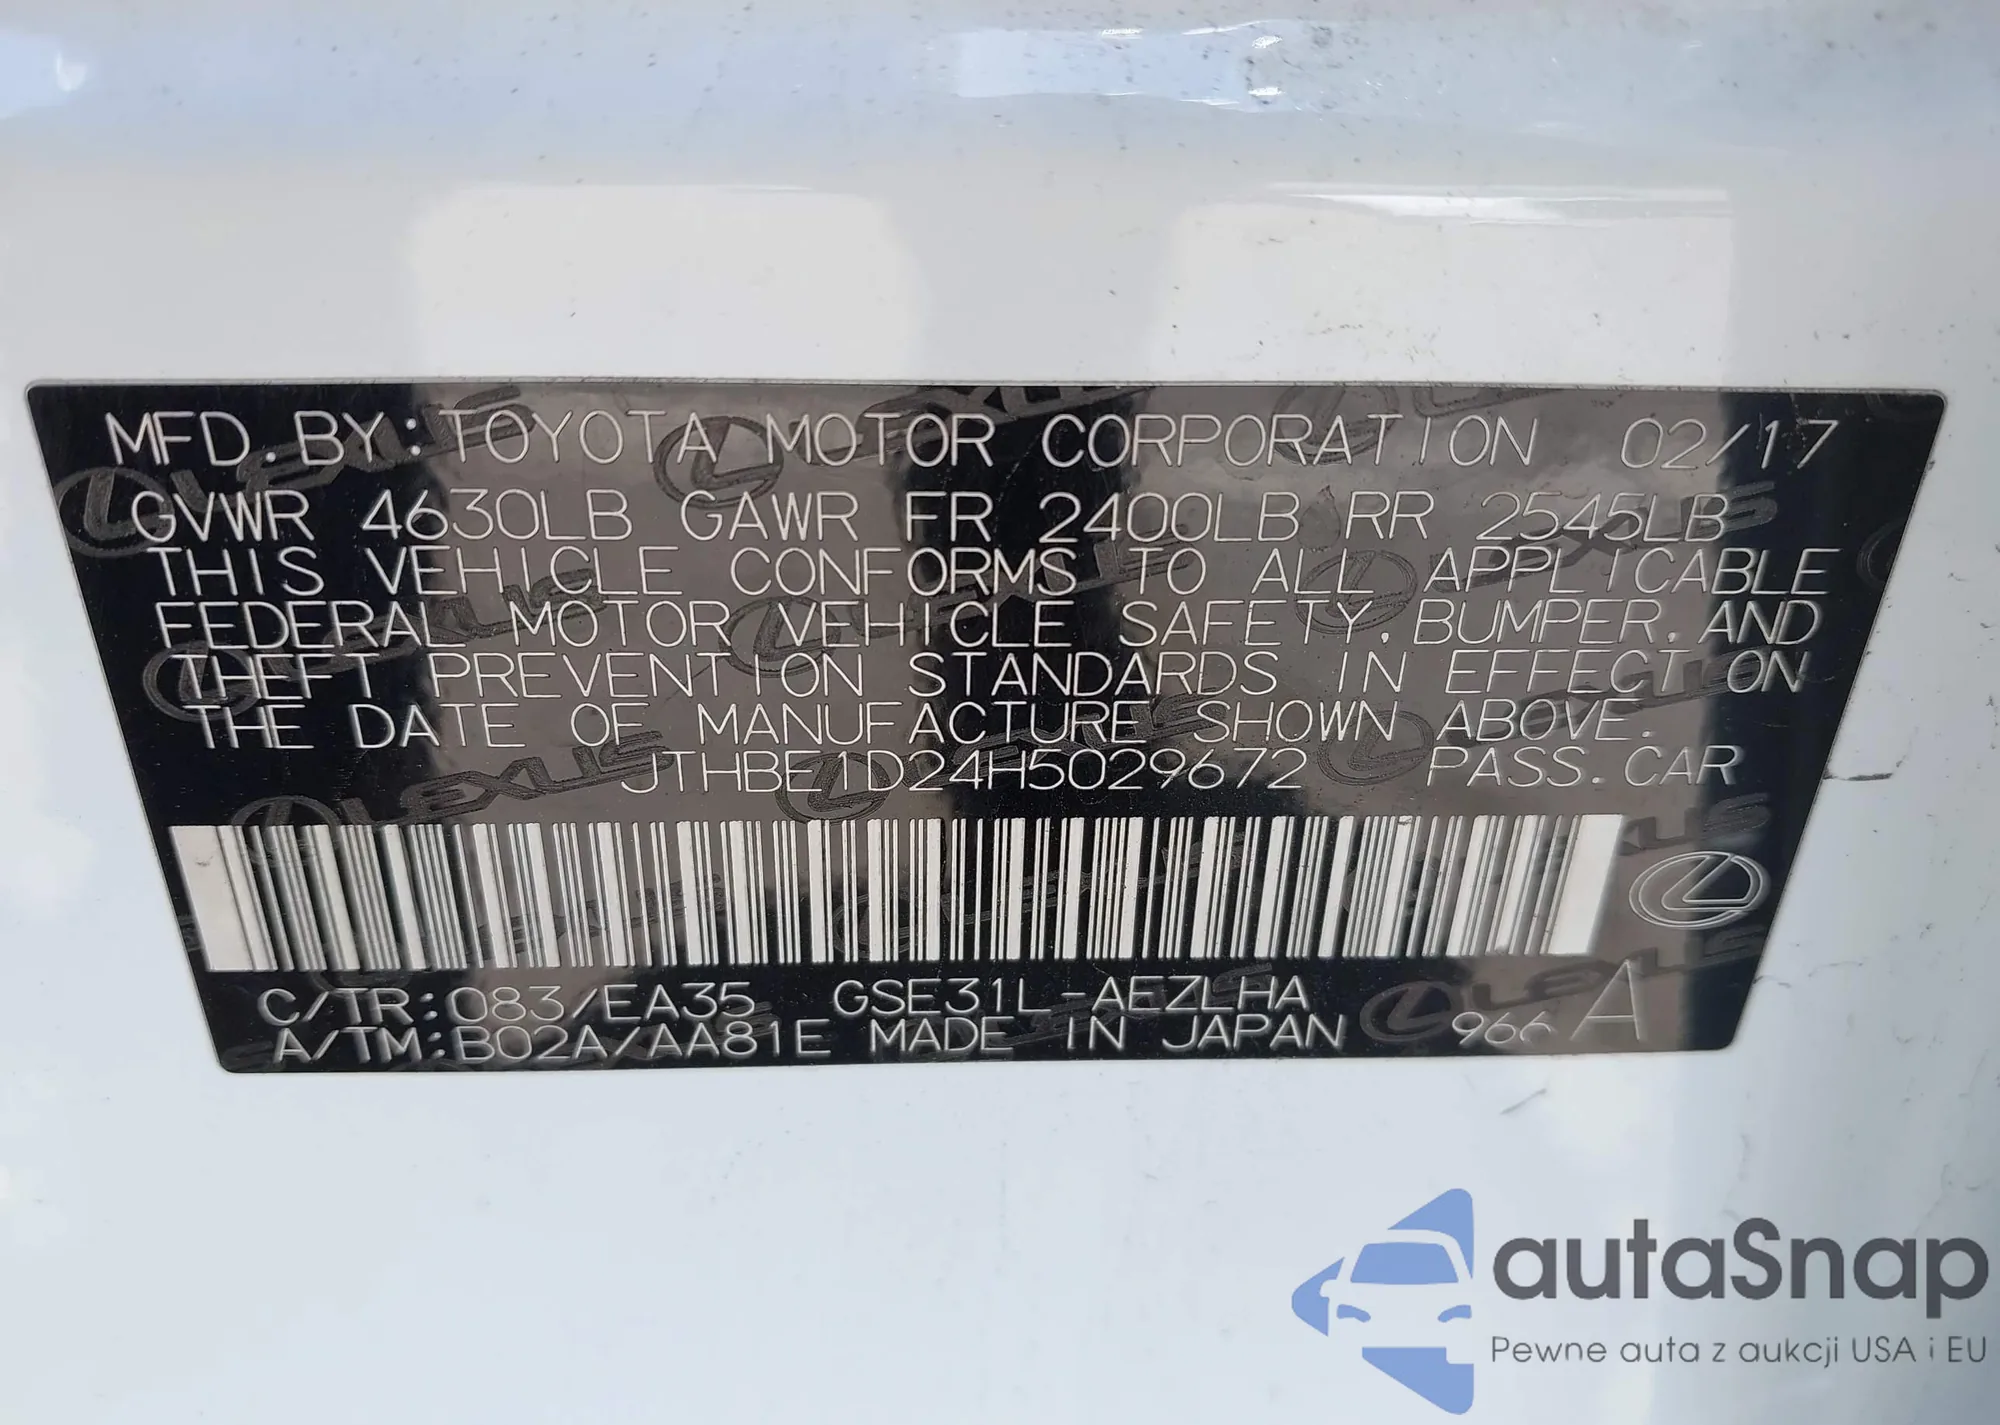 MFD. BY: TOYOTA MOTOR CORPORATION 02/17
GVWR 4630LB GAWR FR 2400LB RR 2545LB
THIS VEHICLE CONFORMS TO ALL APPLICABLE
FEDERAL MOTOR VEHICLE SAFETY, BUMPER, AND
THEFT PREVENTION STANDARDS IN EFFECT ON
THE DATE OF MANUFACTURE SHOWN ABOVE.
JTHBE1D24H5029672 PASS. CAR
C/TR: 083/EA35 GSE31L-AEZLHA
A/TM: B02A/AA81E MADE IN JAPAN 966 A
LEXUS
autaSnap
Pewne auta z aukcji USA i EU